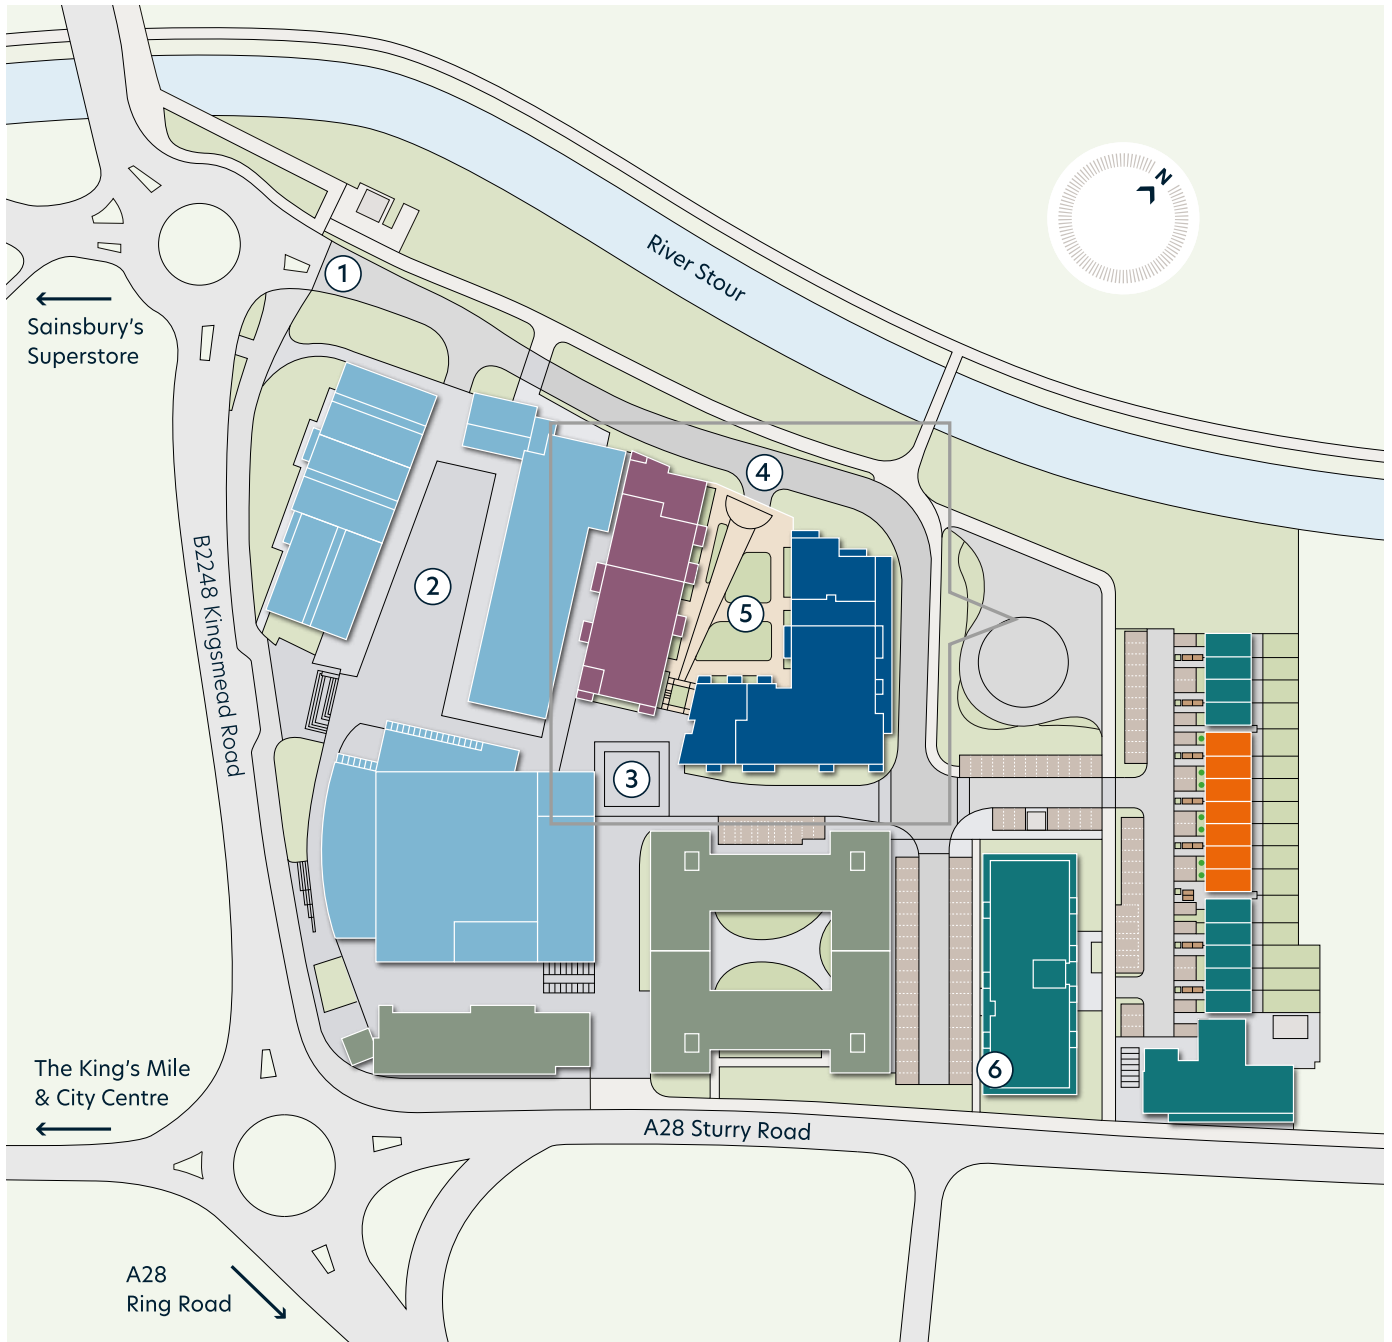 N
River Stour
1
Sainsbury's
Superstore
4
2
5
B2248 Kingsmead Road
3
6
The King's Mile
& City Centre
A28 Sturry Road
A28
Ring Road